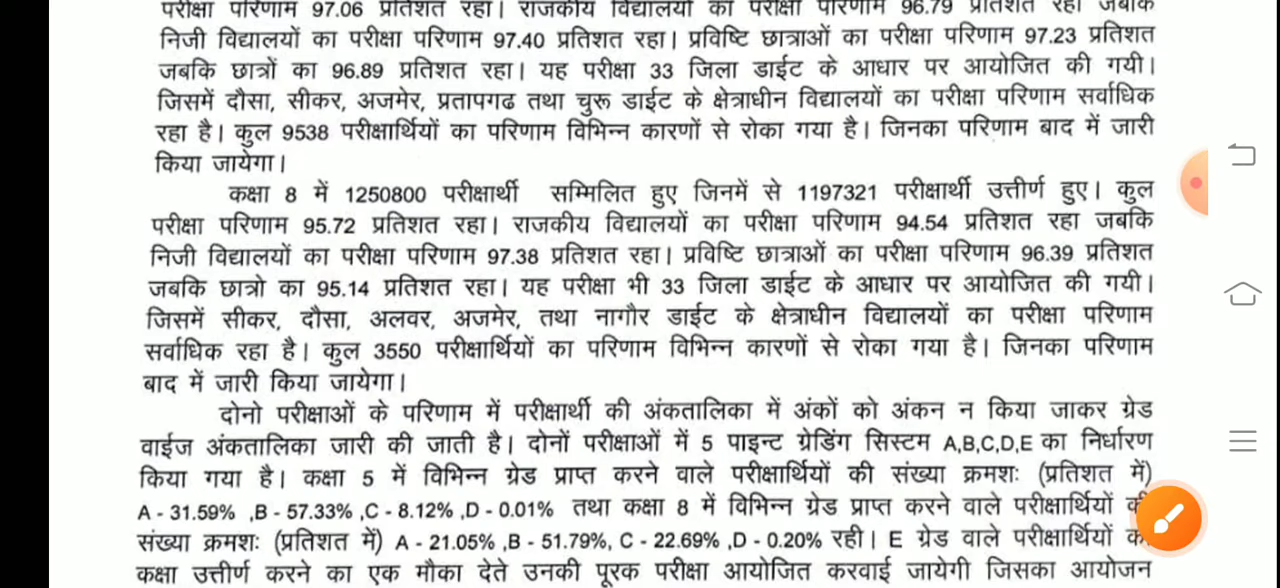 परीक्षा परिणाम 97.06 प्रतिशत रहा। राजकीय विद्यालयों का परीक्षा परिणाम 96.79 प्रतिशत रहा जबकि
निजी विद्यालयों का परीक्षा परिणाम 97.40 प्रतिशत रहा। प्रविष्टि छात्राओं का परीक्षा परिणाम 97.23 प्रतिशत
जबकि छात्रों का 96.89 प्रतिशत रहा। यह परीक्षा 33 जिला डाईट के आधार पर आयोजित की गयी।
जिसमें दौसा, सीकर, अजमेर, प्रतापगढ तथा चुरू डाईट के क्षेत्राधीन विद्यालयों का परीक्षा परिणाम सर्वाधिक
रहा है। कुल 9538 परीक्षार्थियों का परिणाम विभिन्न कारणों से रोका गया है। जिनका परिणाम बाद में जारी
किया जायेगा।
कक्षा 8 में 1250800 परीक्षार्थी सम्मिलित हुए जिनमें से 1197321 परीक्षार्थी उत्तीर्ण हुए। कुल
परीक्षा परिणाम 95.72 प्रतिशत रहा। राजकीय विद्यालयों का परीक्षा परिणाम 94.54 प्रतिशत रहा जबकि
निजी विद्यालयों का परीक्षा परिणाम 97.38 प्रतिशत रहा। प्रविष्टि छात्राओं का परीक्षा परिणाम 96.39 प्रतिशत
जबकि छात्रो का 95.14 प्रतिशत रहा। यह परीक्षा भी 33 जिला डाईट के आधार पर आयोजित की गयी।
जिसमें सीकर, दौसा, अलवर, अजमेर, तथा नागौर डाईट के क्षेत्राधीन विद्यालयों का परीक्षा परिणाम
सर्वाधिक रहा है। कुल 3550 परीक्षार्थियों का परिणाम विभिन्न कारणों से रोका गया है। जिनका परिणाम
बाद में जारी किया जायेगा।
दोनो परीक्षाओं के परिणाम में परीक्षार्थी की अंकतालिका में अंकों को अंकन न किया जाकर ग्रेड
वाईज अंकतालिका जारी की जाती है। दोनों परीक्षाओं में 5 पाइन्ट ग्रेडिंग सिस्टम A,B,C,D,E का निर्धारण
किया गया है। कक्षा 5 में विभिन्न ग्रेड प्राप्त करने वाले परीक्षार्थियों की संख्या क्रमशः (प्रतिशत में)
A - 31.59% ,B - 57.33% ,C - 8.12% ,D - 0.01% तथा कक्षा 8 में विभिन्न ग्रेड प्राप्त करने वाले परीक्षार्थियों की
संख्या क्रमशः (प्रतिशत में) A - 21.05% ,B - 51.79%, C - 22.69% ,D - 0.20% रही। E ग्रेड वाले परीक्षार्थियों
कक्षा उत्तीर्ण करने का एक मौका देते उनकी पूरक परीक्षा आयोजित करवाई जायेगी जिसका आयोजन